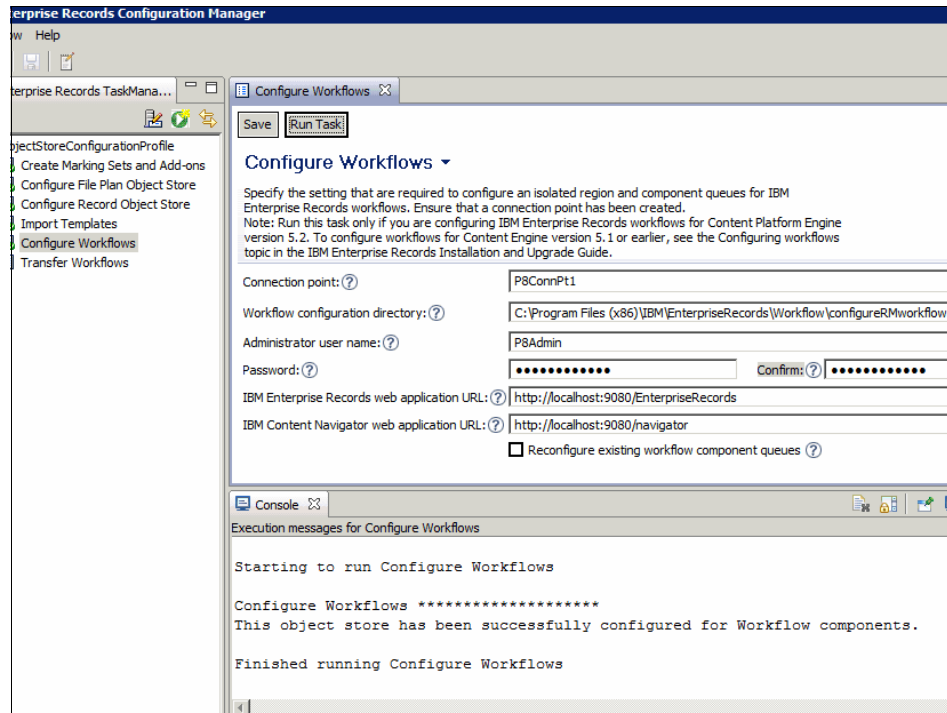 erprise Records Configuration Manager
ow Help
terprise Records TaskMana...
bjectStoreConfigurationProfile
Create Marking Sets and Add-ons
Configure File Plan Object Store
Configure Record Object Store
Import Templates
Configure Workflows
Transfer Workflows
Configure Workflows
Save Run Task
Configure Workflows
Specify the setting that are required to configure an isolated region and component queues for IBM
Enterprise Records workflows. Ensure that a connection point has been created.
Note: Run this task only if you are configuring IBM Enterprise Records workflows for Content Platform Engine
version 5.2. To configure workflows for Content Engine version 5.1 or earlier, see the Configuring workflows
topic in the IBM Enterprise Records Installation and Upgrade Guide.
Connection point: ? P8ConnPt1
Workflow configuration directory: ? C:\Program Files (x86)\IBM\EnterpriseRecords\Workflow\configureRMworkflow
Administrator user name: ? P8Admin
Password: ? •••••••••••• Confirm: ? ••••••••••••
IBM Enterprise Records web application URL: ? http://localhost:9080/EnterpriseRecords
IBM Content Navigator web application URL: ? http://localhost:9080/navigator
Reconfigure existing workflow component queues ?
Console
Execution messages for Configure Workflows
Starting to run Configure Workflows
Configure Workflows ********************
This object store has been successfully configured for Workflow components.
Finished running Configure Workflows